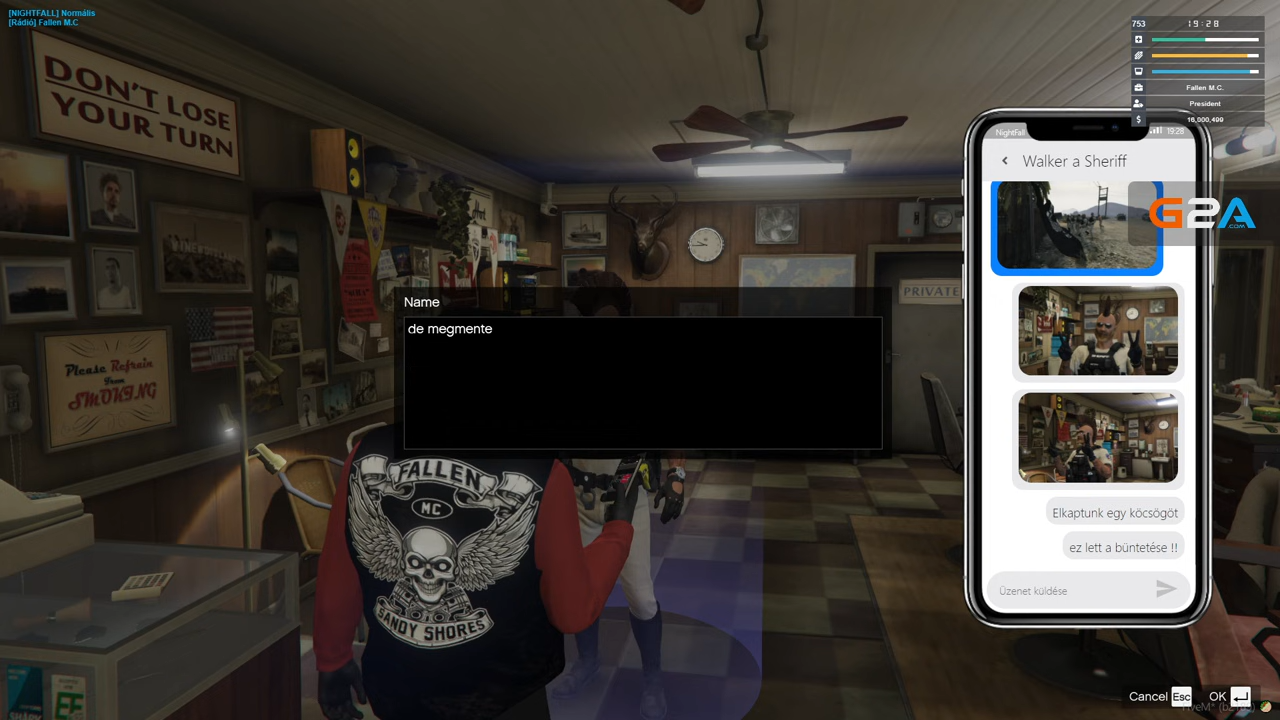 [NIGHTFALL] Normális
[Rádió] Fallen M.C
753
19:28
Fallen M.C.
President
$ 16,000,499
DON'T LOSE
YOUR TURN
Please Refrain
From
SMOKING
PRIVATE
Name
de megmente
NightFall
19:28
Walker a Sheriff
G2A
.COM
Elkaptunk egy köcsögöt
ez lett a büntetése !!
Üzenet küldése
FALLEN
MC
SANDY SHORES
Cancel Esc
OK